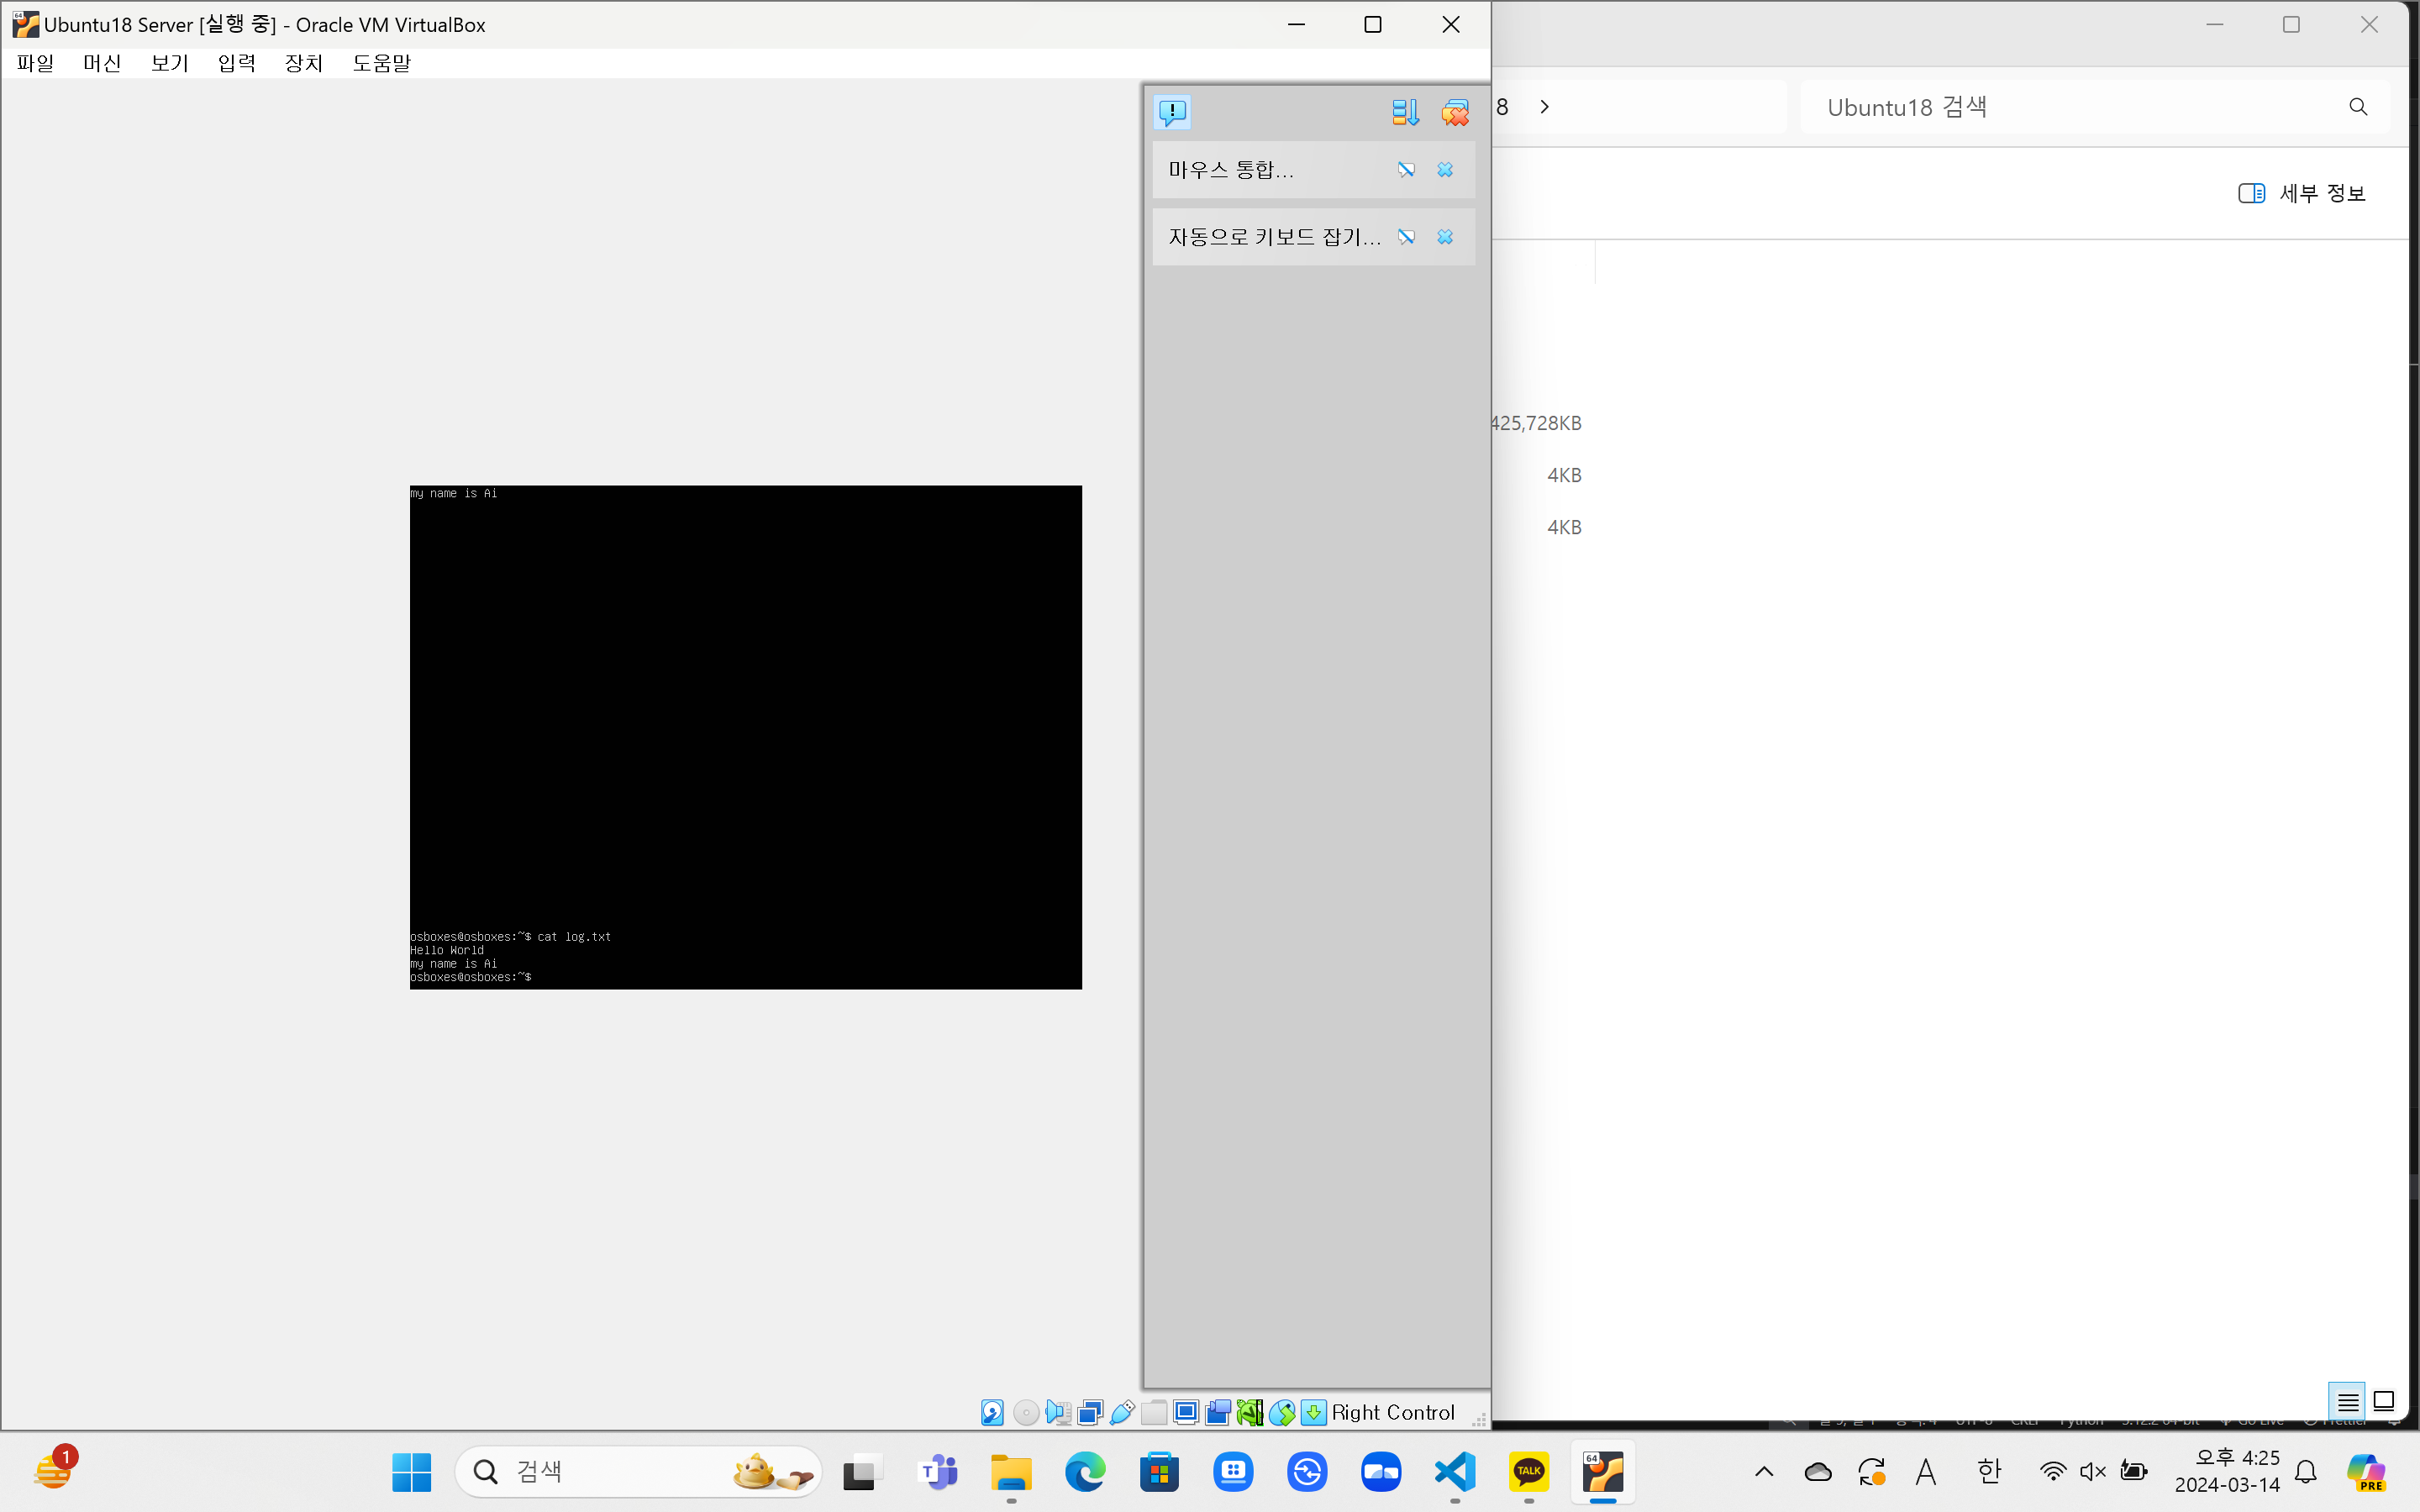 Ubuntu18 Server [실행 중] - Oracle VM VirtualBox
파일 머신 보기 입력 장치 도움말
8
Ubuntu18 검색
마우스 통합...
세부 정보
자동으로 키보드 잡기...
425,728KB
4KB
4KB
my name is Ai
osboxes@osboxes:~$ cat log.txt
Hello World
my name is Ai
osboxes@osboxes:~$
Right Control
1
검색
T
TALK
64
A
한
오후 4:25
2024-03-14
PRE